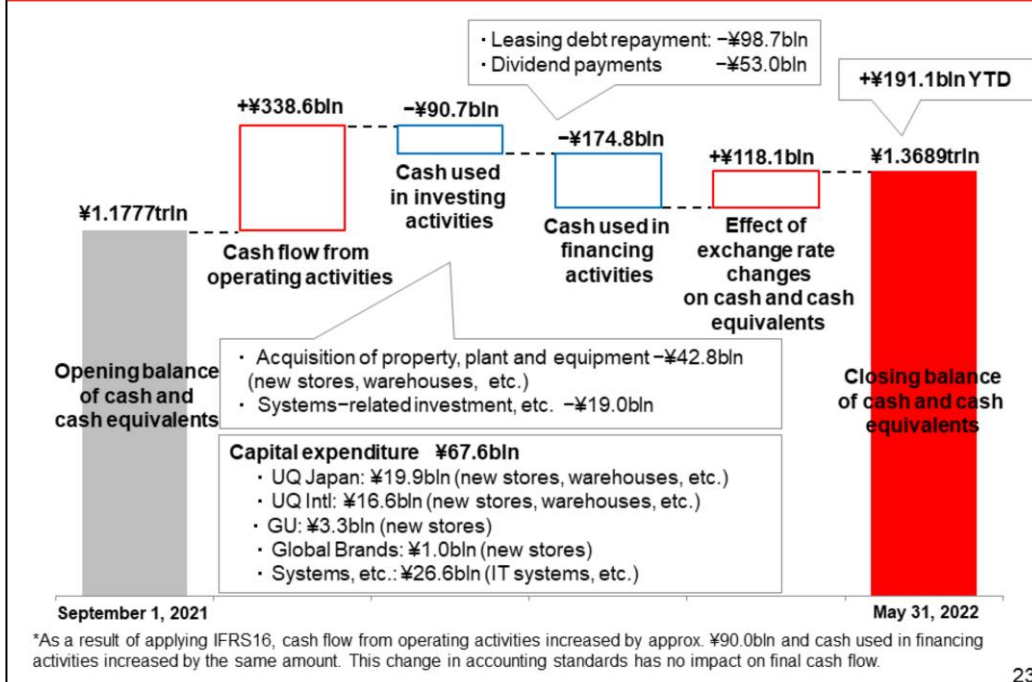 · Leasing debt repayment: −¥98.7bln
· Dividend payments −¥53.0bln
+¥191.1bln YTD
+¥338.6bln
−¥90.7bln
−¥174.8bln
+¥118.1bln
¥1.3689trln
¥1.1777trln
Cash flow from
operating activities
Cash used
in investing
activities
Cash used in
financing
activities
Effect of
exchange rate
changes
on cash and cash
equivalents
Opening balance
of cash and
cash equivalents
· Acquisition of property, plant and equipment −¥42.8bln
(new stores, warehouses, etc.)
· Systems−related investment, etc. −¥19.0bln
Closing balance
of cash and cash
equivalents
Capital expenditure ¥67.6bln
· UQ Japan: ¥19.9bln (new stores, warehouses, etc.)
· UQ Intl: ¥16.6bln (new stores, warehouses, etc.)
· GU: ¥3.3bln (new stores)
· Global Brands: ¥1.0bln (new stores)
· Systems, etc.: ¥26.6bln (IT systems, etc.)
September 1, 2021
May 31, 2022
*As a result of applying IFRS16, cash flow from operating activities increased by approx. ¥90.0bln and cash used in financing
activities increased by the same amount. This change in accounting standards has no impact on final cash flow.
23